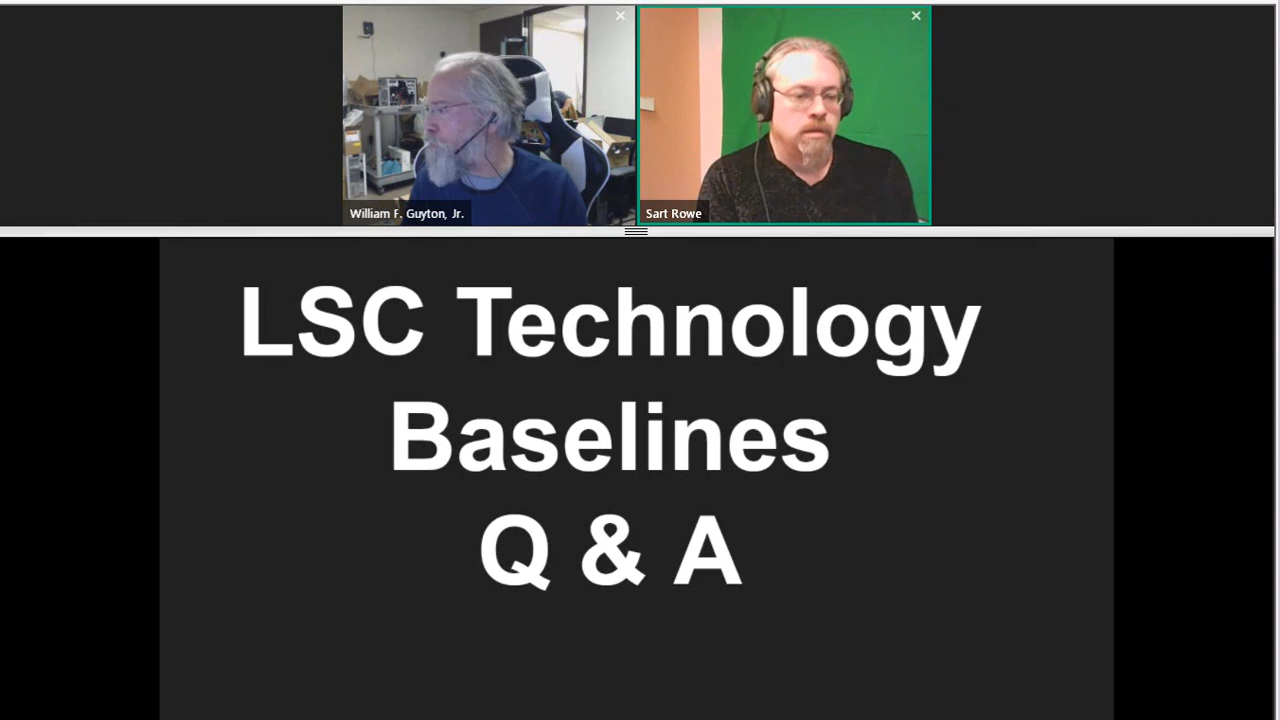 William F. Guyton, Jr.
Sart Rowe
LSC Technology
Baselines
Q & A